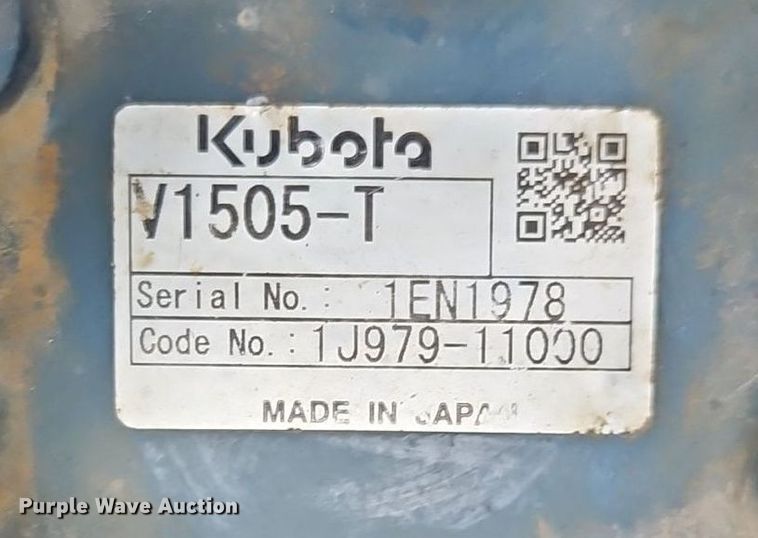 Kubota
V1505-T
Serial No.: 1EN1978
Code No.: 1J979-11000
MADE IN JAPAN
Purple Wave Auction